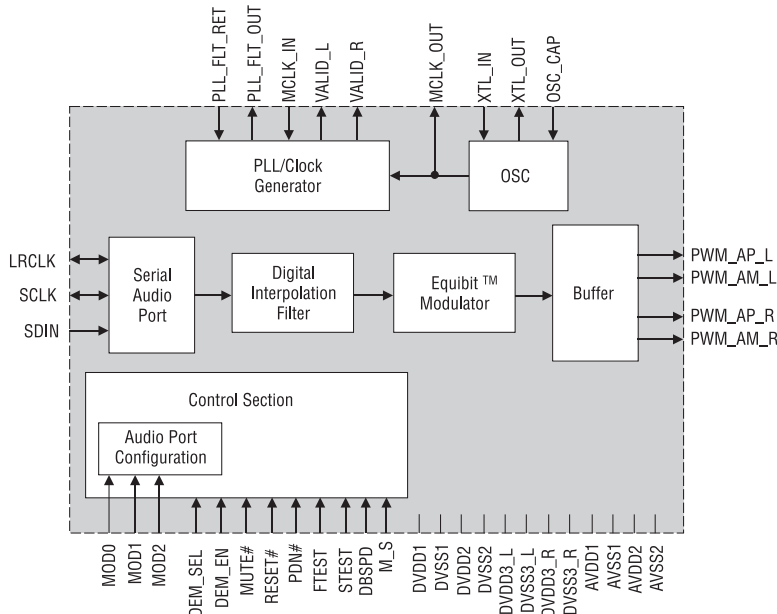 PLL_FLT_RET
PLL_FLT_OUT
MCLK_IN
VALID_L
VALID_R
MCLK_OUT
XTL_IN
XTL_OUT
OSC_CAP
PLL/Clock
Generator
OSC
LRCLK
SCLK
SDIN
Serial
Audio
Port
Digital
Interpolation
Filter
Equibit ™
Modulator
Buffer
PWM_AP_L
PWM_AM_L
PWM_AP_R
PWM_AM_R
Control Section
Audio Port
Configuration
MOD0
MOD1
MOD2
DEM_SEL
DEM_EN
MUTE#
RESET#
PDN#
FTEST
STEST
DBSPD
M_S
DVDD1
DVSS1
DVDD2
DVSS2
DVDD3_L
DVSS3_L
DVDD3_R
DVSS3_R
AVDD1
AVSS1
AVDD2
AVSS2